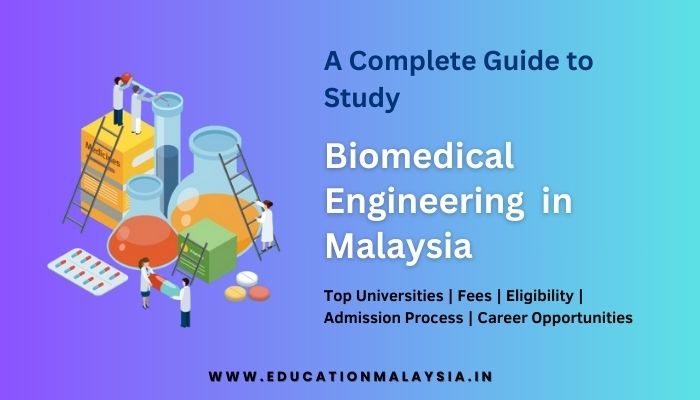 A Complete Guide to
Study
Biomedical
Engineering in
Malaysia
Top Universities | Fees | Eligibility |
Admission Process | Career Opportunities
WWW.EDUCATIONMALAYSIA.IN
Medicines